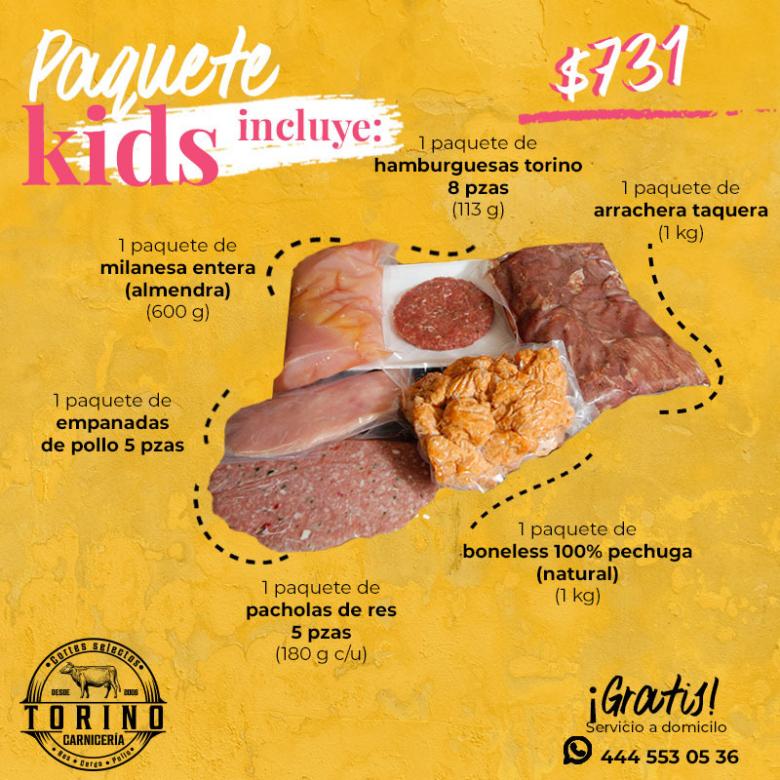 Paquete
kids incluye:
$731
1 paquete de
hamburguesas torino
8 pzas
(113 g)
1 paquete de
arrachera taquera
(1 kg)
1 paquete de
milanesa entera
(almendra)
(600 g)
1 paquete de
empanadas
de pollo 5 pzas
1 paquete de
boneless 100% pechuga
(natural)
(1 kg)
1 paquete de
pacholas de res
5 pzas
(180 g c/u)
•Cortes selectos•
DESDE 2006
TORINO
CARNICERÍA
• Res • Cerdo • Pollo •
¡Gratis!
Servicio a domicilo
444 553 05 36